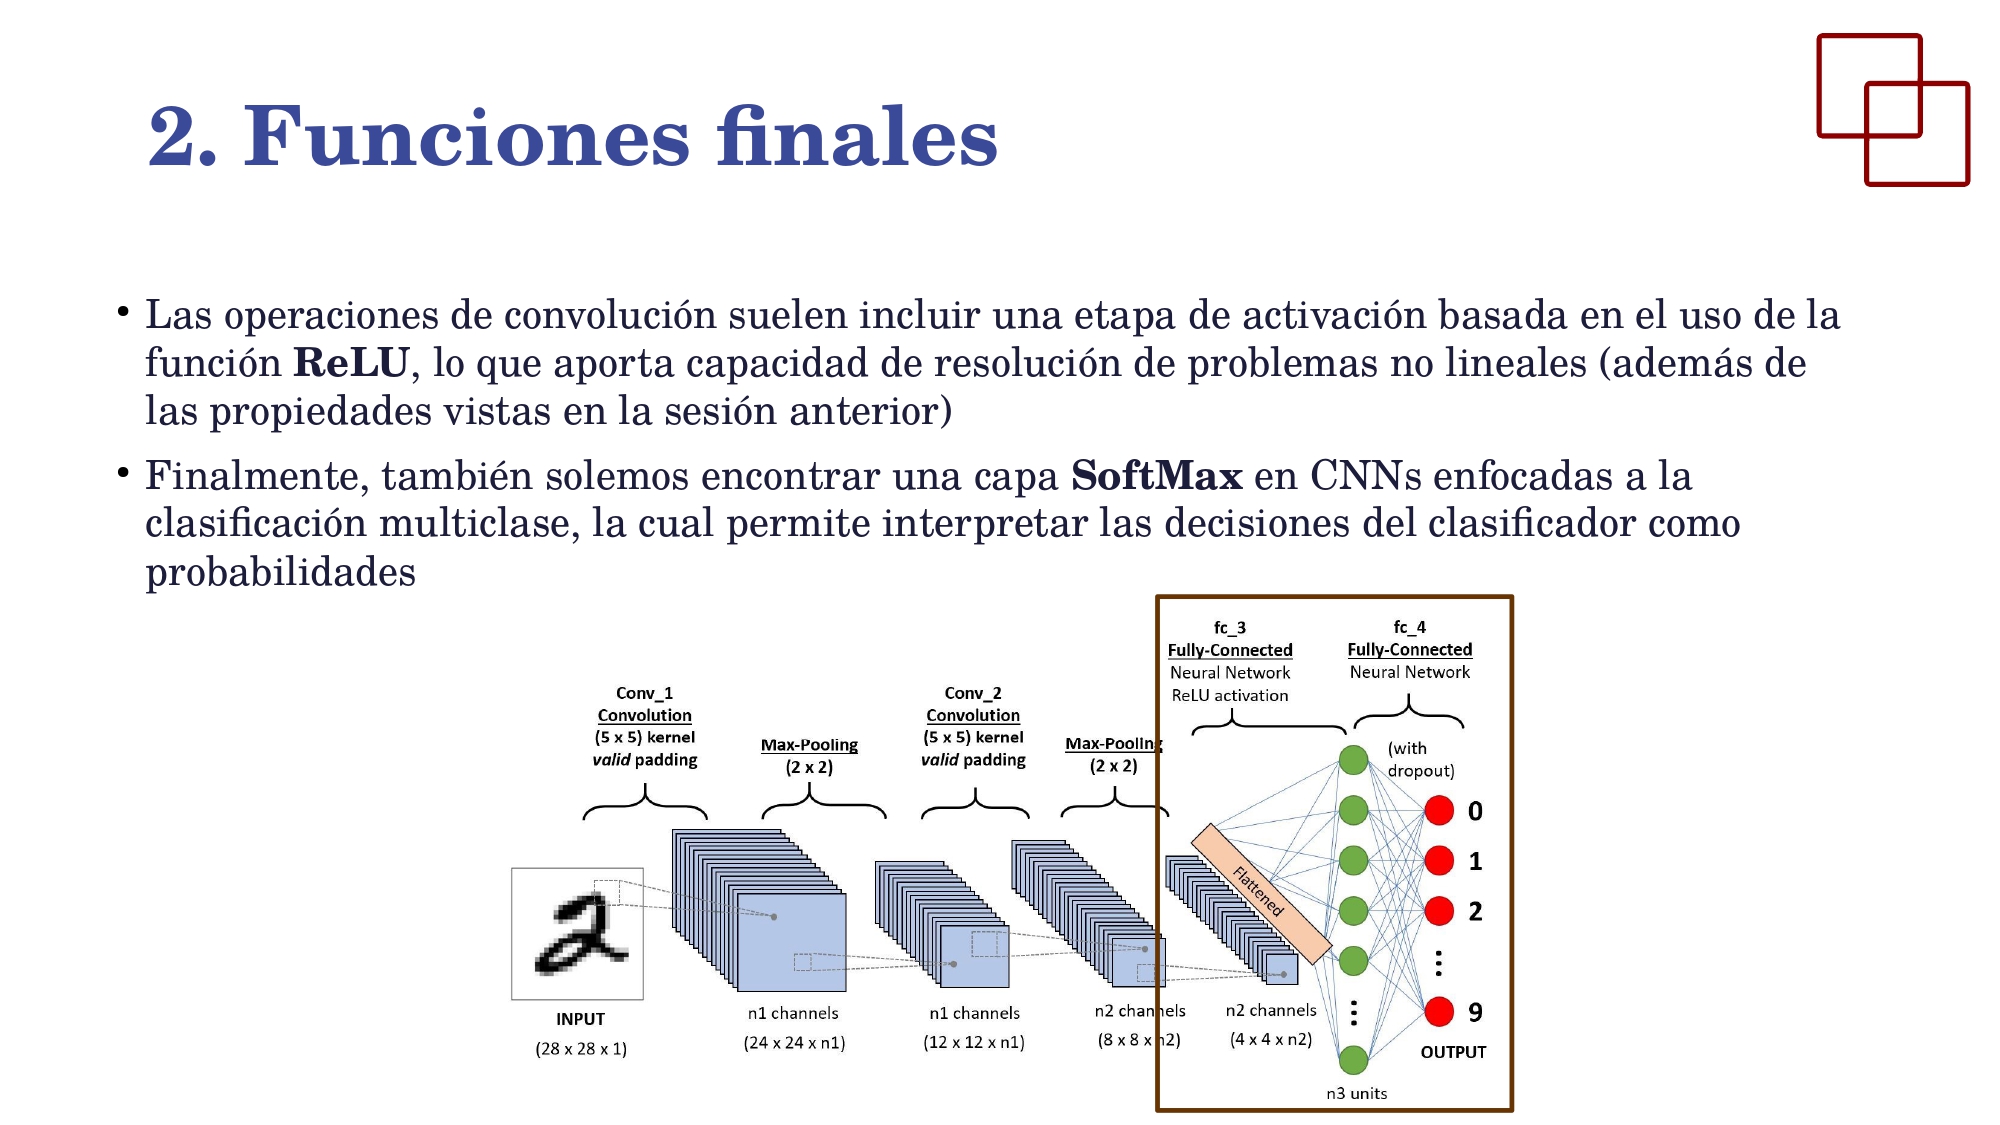 2. Funciones finales
• Las operaciones de convolución suelen incluir una etapa de activación basada en el uso de la
función ReLU, lo que aporta capacidad de resolución de problemas no lineales (además de
las propiedades vistas en la sesión anterior)
• Finalmente, también solemos encontrar una capa SoftMax en CNNs enfocadas a la
clasificación multiclase, la cual permite interpretar las decisiones del clasificador como
probabilidades
Conv_1
Convolution
(5 x 5) kernel
valid padding
Max-Pooling
(2 x 2)
Conv_2
Convolution
(5 x 5) kernel
valid padding
Max-Pooling
(2 x 2)
fc_3
Fully-Connected
Neural Network
ReLU activation
fc_4
Fully-Connected
Neural Network
(with
dropout)
Flattened
2
0
1
2
9
INPUT
(28 x 28 x 1)
n1 channels
(24 x 24 x n1)
n1 channels
(12 x 12 x n1)
n2 channels
(8 x 8 x n2)
n2 channels
(4 x 4 x n2)
OUTPUT
n3 units